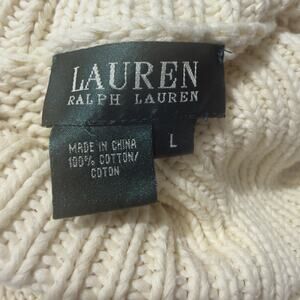 LAUREN
RALPH LAUREN
L
MADE IN CHINA
100% COTTON/
COTON